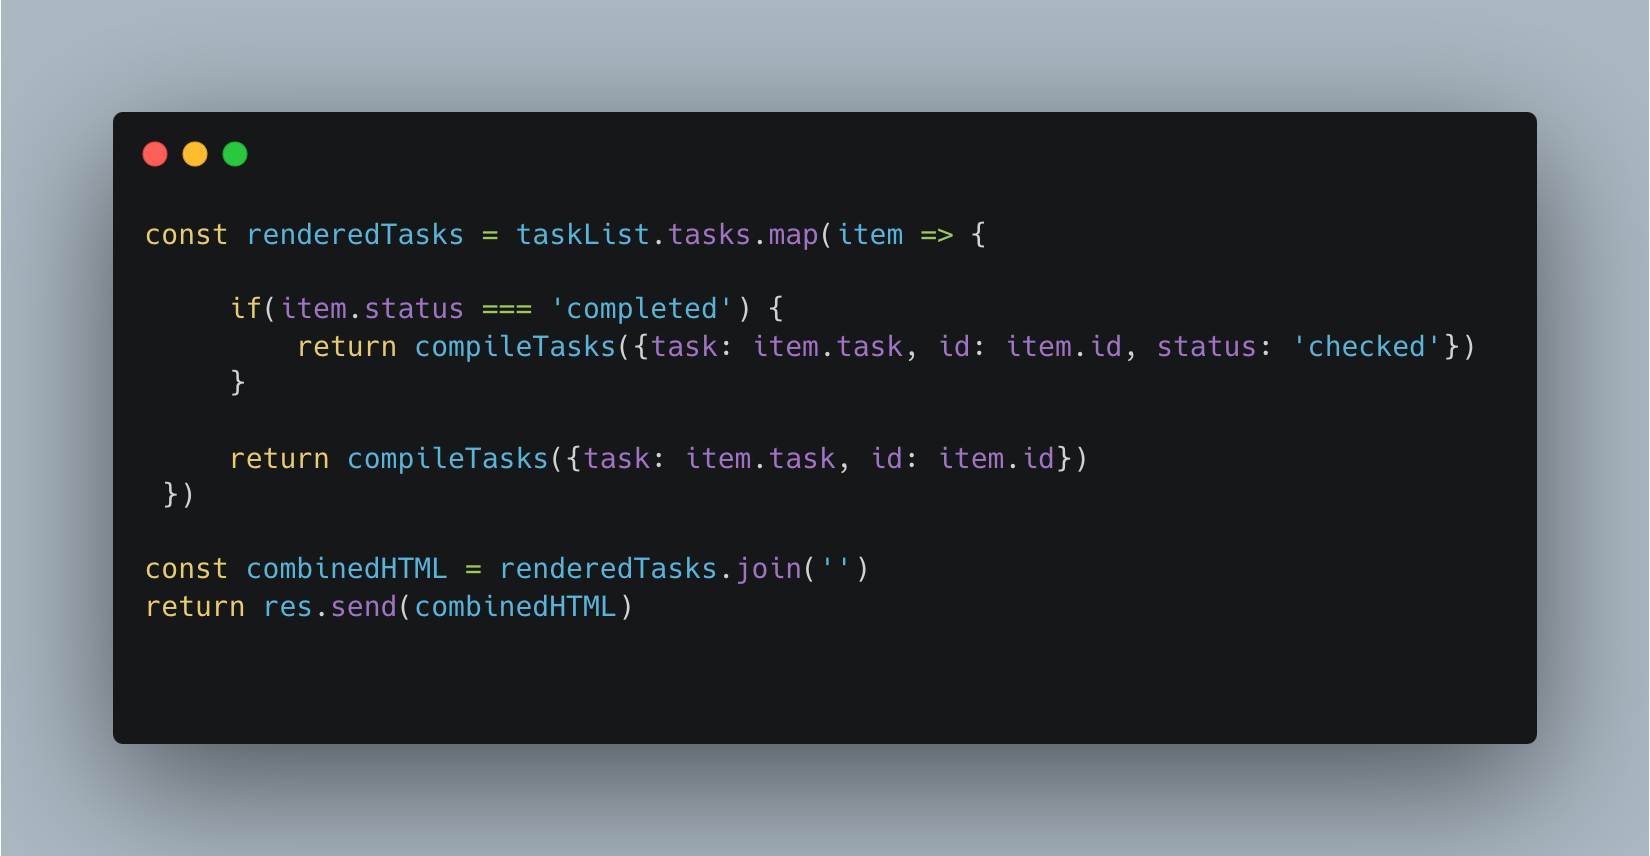 const renderedTasks = taskList.tasks.map(item => {
if(item.status === 'completed') {
return compileTasks({task: item.task, id: item.id, status: 'checked'})
}
return compileTasks({task: item.task, id: item.id})
})
const combinedHTML = renderedTasks.join('')
return res.send(combinedHTML)